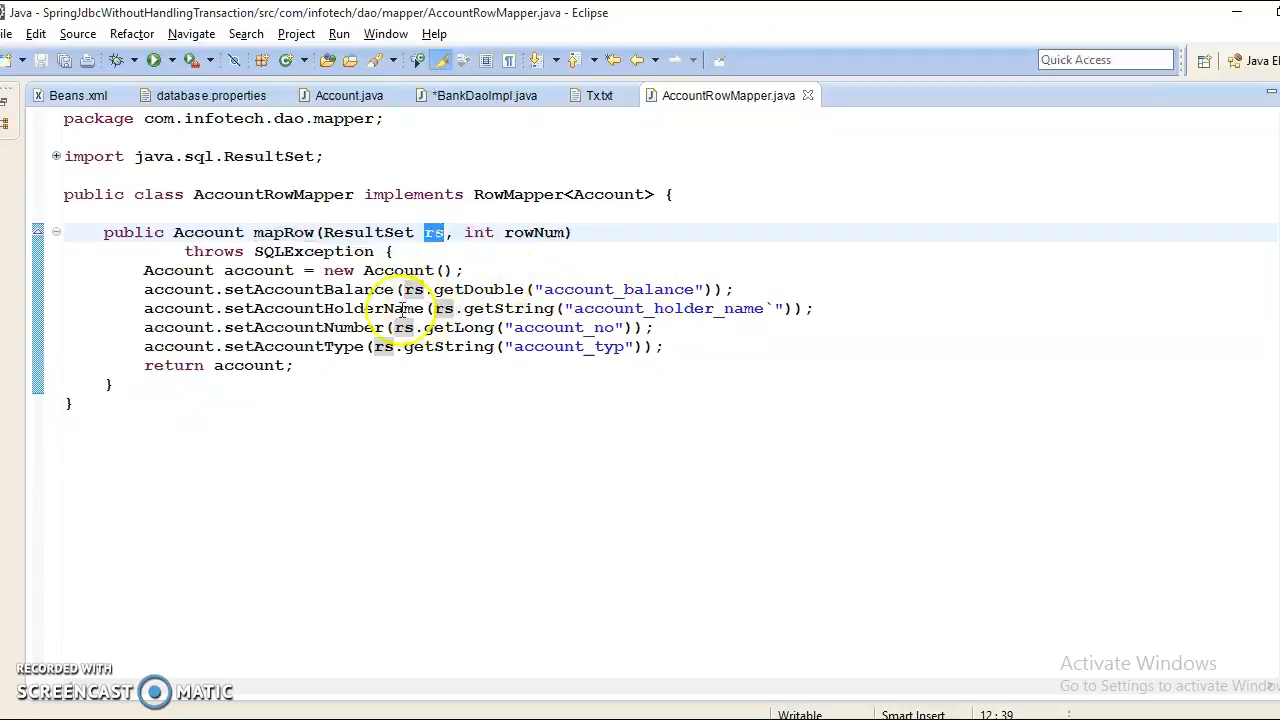 Java - SpringJdbcWithoutHandlingTransaction/src/com/infotech/dao/mapper/AccountRowMapper.java - Eclipse
ile Edit Source Refactor Navigate Search Project Run Window Help
Quick Access Java E
Beans.xml database.properties Account.java *BankDaoImpl.java Tx.txt AccountRowMapper.java
package com.infotech.dao.mapper;
import java.sql.ResultSet;
public class AccountRowMapper implements RowMapper<Account> {
public Account mapRow(ResultSet rs, int rowNum)
throws SQLException {
Account account = new Account();
account.setAccountBalance(rs.getDouble("account_balance"));
account.setAccountHolderName(rs.getString("account_holder_name`"));
account.setAccountNumber(rs.getLong("account_no"));
account.setAccountType(rs.getString("account_typ"));
return account;
}
}
Activate Windows
Go to Settings to activate Windo
RECORDED WITH
SCREENCAST MATIC
Writable Smart Insert 12:39